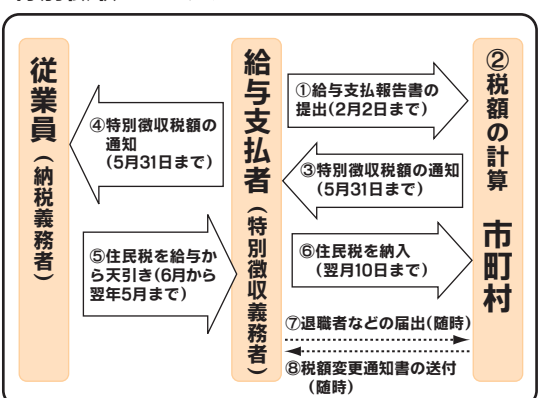 従業員（納税義務者）
給与支払者（特別徴収義務者）
②税額の計算　市町村
①給与支払報告書の
提出(2月2日まで)
④特別徴収税額の
通知
(5月31日まで)
③特別徴収税額の通知
(5月31日まで)
⑤住民税を給与か
ら天引き(6月から
翌年5月まで)
⑥住民税を納入
(翌月10日まで)
⑦退職者などの届出(随時)
⑧税額変更通知書の送付
(随時)